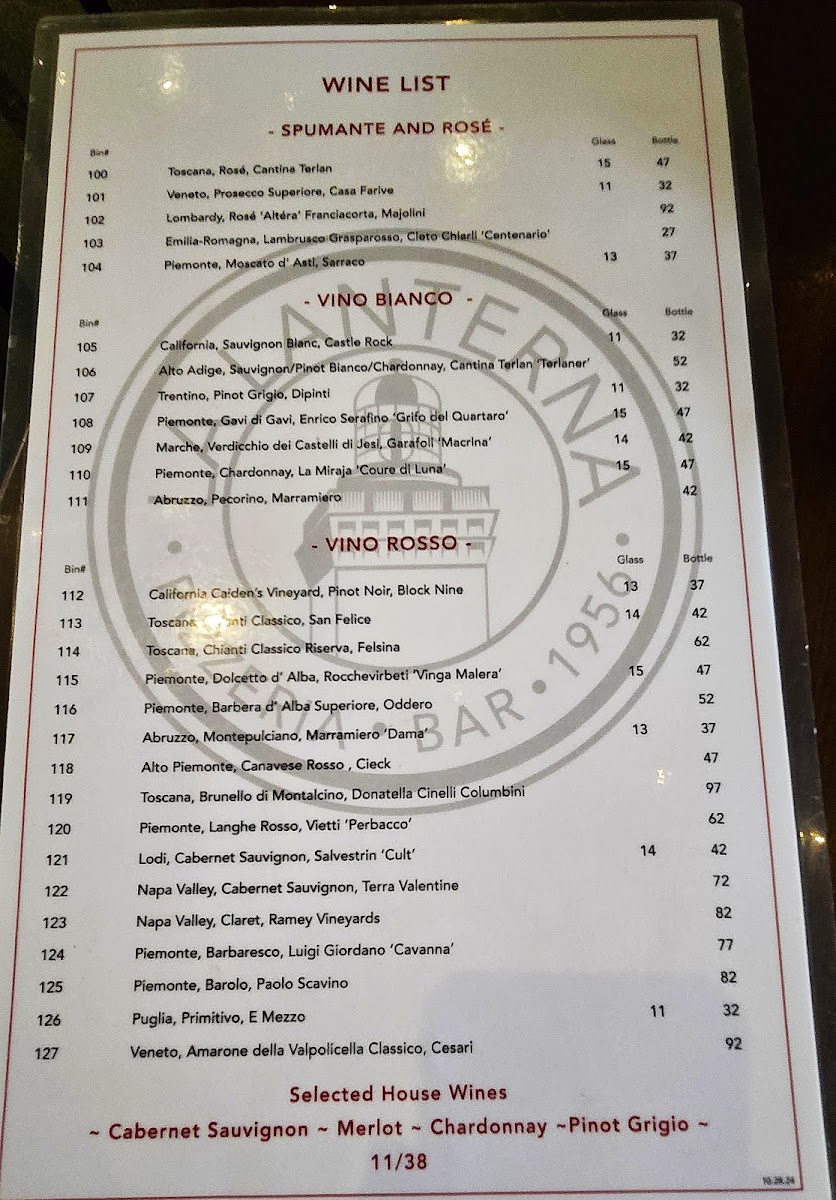 WINE LIST
- SPUMANTE AND ROSÉ -
Bin# Glass Bottle
100 Toscana, Rosé, Cantina Terlan 15 47
101 Veneto, Prosecco Superiore, Casa Farive 11 32
102 Lombardy, Rosé 'Altéra' Franciacorta, Majolini 92
103 Emilia-Romagna, Lambrusco Grasparosso, Cleto Chiarli 'Centenario' 27
104 Piemonte, Moscato d' Asti, Sarraco 13 37
- VINO BIANCO -
Bin# Glass Bottle
105 California, Sauvignon Blanc, Castle Rock 11 32
106 Alto Adige, Sauvignon/Pinot Bianco/Chardonnay, Cantina Terlan 'Terlaner' 52
107 Trentino, Pinot Grigio, Dipinti 11 32
108 Piemonte, Gavi di Gavi, Enrico Serafino 'Grifo del Quartaro' 15 47
109 Marche, Verdicchio dei Castelli di Jesi, Garafoli 'Macrina' 14 42
110 Piemonte, Chardonnay, La Miraja 'Coure di Luna' 15 47
111 Abruzzo, Pecorino, Marramiero 42
- VINO ROSSO -
Bin# Glass Bottle
112 California Caiden's Vineyard, Pinot Noir, Block Nine 13 37
113 Toscana, Classico, San Felice 14 42
114 Toscana, Chianti Classico Riserva, Felsina 62
115 Piemonte, Dolcetto d' Alba, Rocchevirbeti 'Vinga Malera' 15 47
116 Piemonte, Barbera d' Alba Superiore, Oddero 52
117 Abruzzo, Montepulciano, Marramiero 'Dama' 13 37
118 Alto Piemonte, Canavese Rosso , Cieck 47
119 Toscana, Brunello di Montalcino, Donatella Cinelli Columbini 97
120 Piemonte, Langhe Rosso, Vietti 'Perbacco' 62
121 Lodi, Cabernet Sauvignon, Salvestrin 'Cult' 14 42
122 Napa Valley, Cabernet Sauvignon, Terra Valentine 72
123 Napa Valley, Claret, Ramey Vineyards 82
124 Piemonte, Barbaresco, Luigi Giordano 'Cavanna' 77
125 Piemonte, Barolo, Paolo Scavino 82
126 Puglia, Primitivo, E Mezzo 11 32
127 Veneto, Amarone della Valpolicella Classico, Cesari 92
Selected House Wines
~ Cabernet Sauvignon ~ Merlot ~ Chardonnay ~Pinot Grigio ~
11/38
10.28.24
LANTERNA
PIZZERIA • BAR • 1956